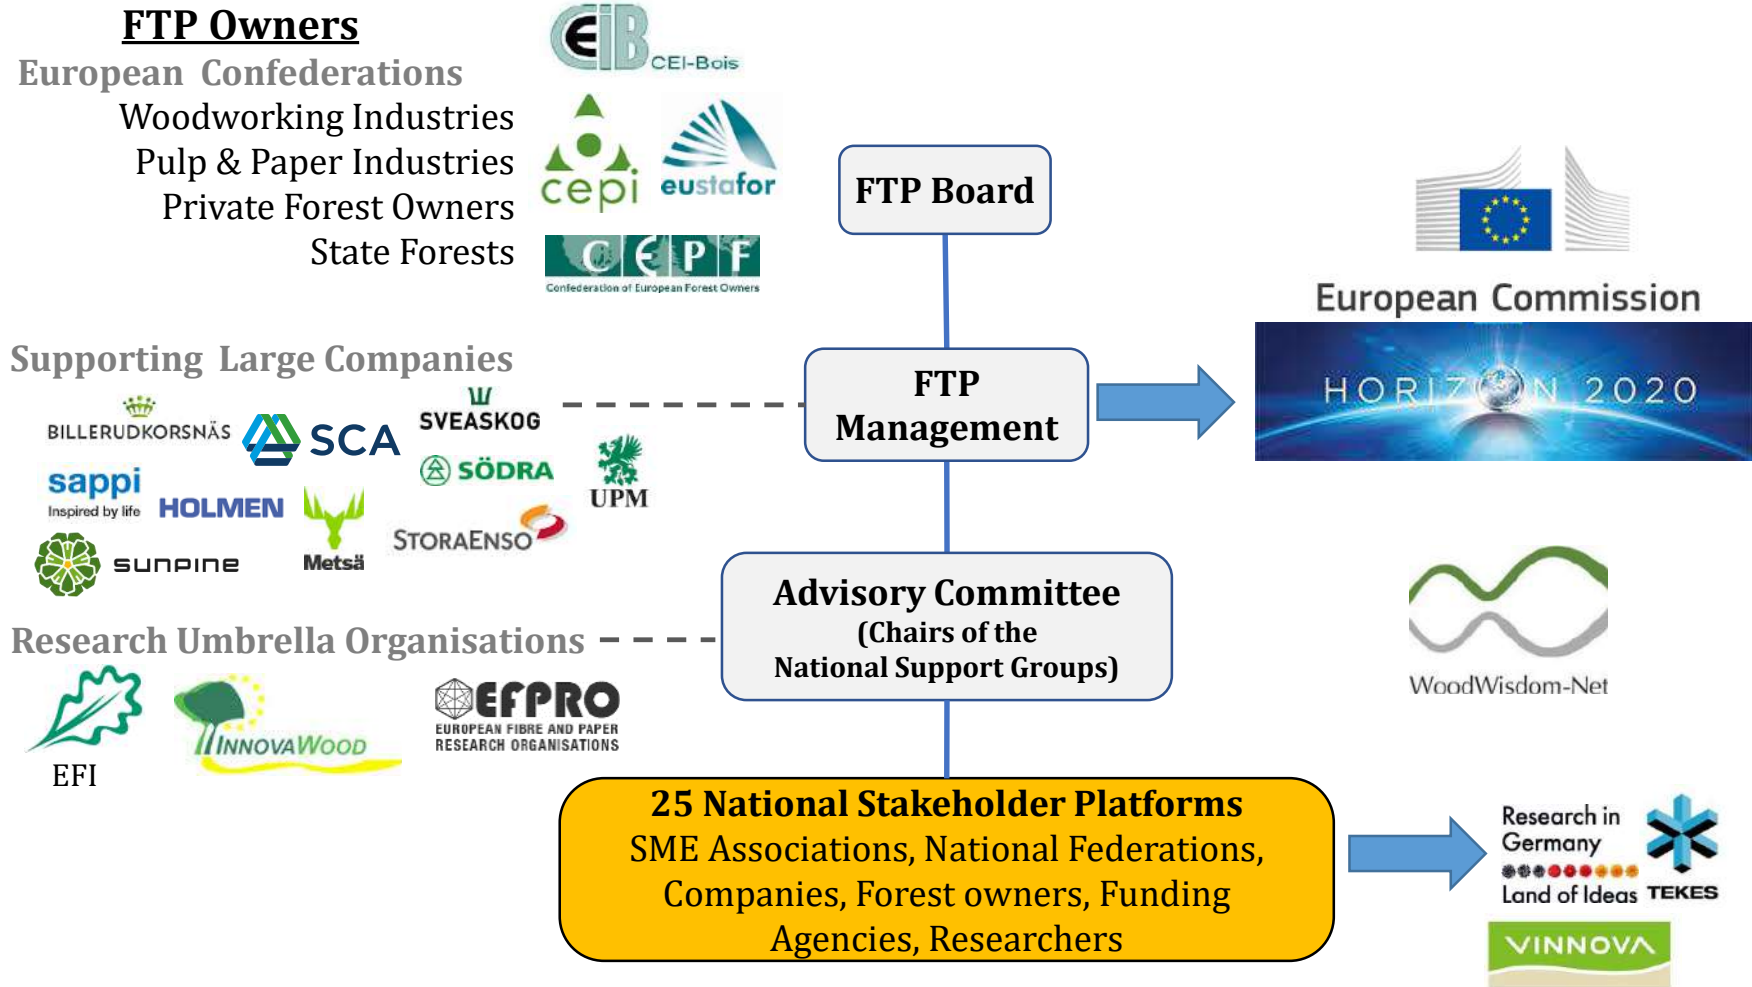 FTP Owners
European Confederations
Woodworking Industries
Pulp & Paper Industries
Private Forest Owners
State Forests
CEIB
CEI-Bois
cepi
eustafor
CEPF
Confederation of European Forest Owners
FTP Board
European Commission
HORIZON 2020
Supporting Large Companies
BILLERUDKORSNÄS
SCA
SVEASKOG
SÖDRA
UPM
sappi
Inspired by life
HOLMEN
Metsä
STORAENSO
sunpine
FTP
Management
Advisory Committee
(Chairs of the
National Support Groups)
WoodWisdom-Net
Research Umbrella Organisations
EFI
INNOVAWOOD
EFPRO
EUROPEAN FIBRE AND PAPER
RESEARCH ORGANISATIONS
25 National Stakeholder Platforms
SME Associations, National Federations,
Companies, Forest owners, Funding
Agencies, Researchers
Research in
Germany
Land of Ideas
TEKES
VINNOVA